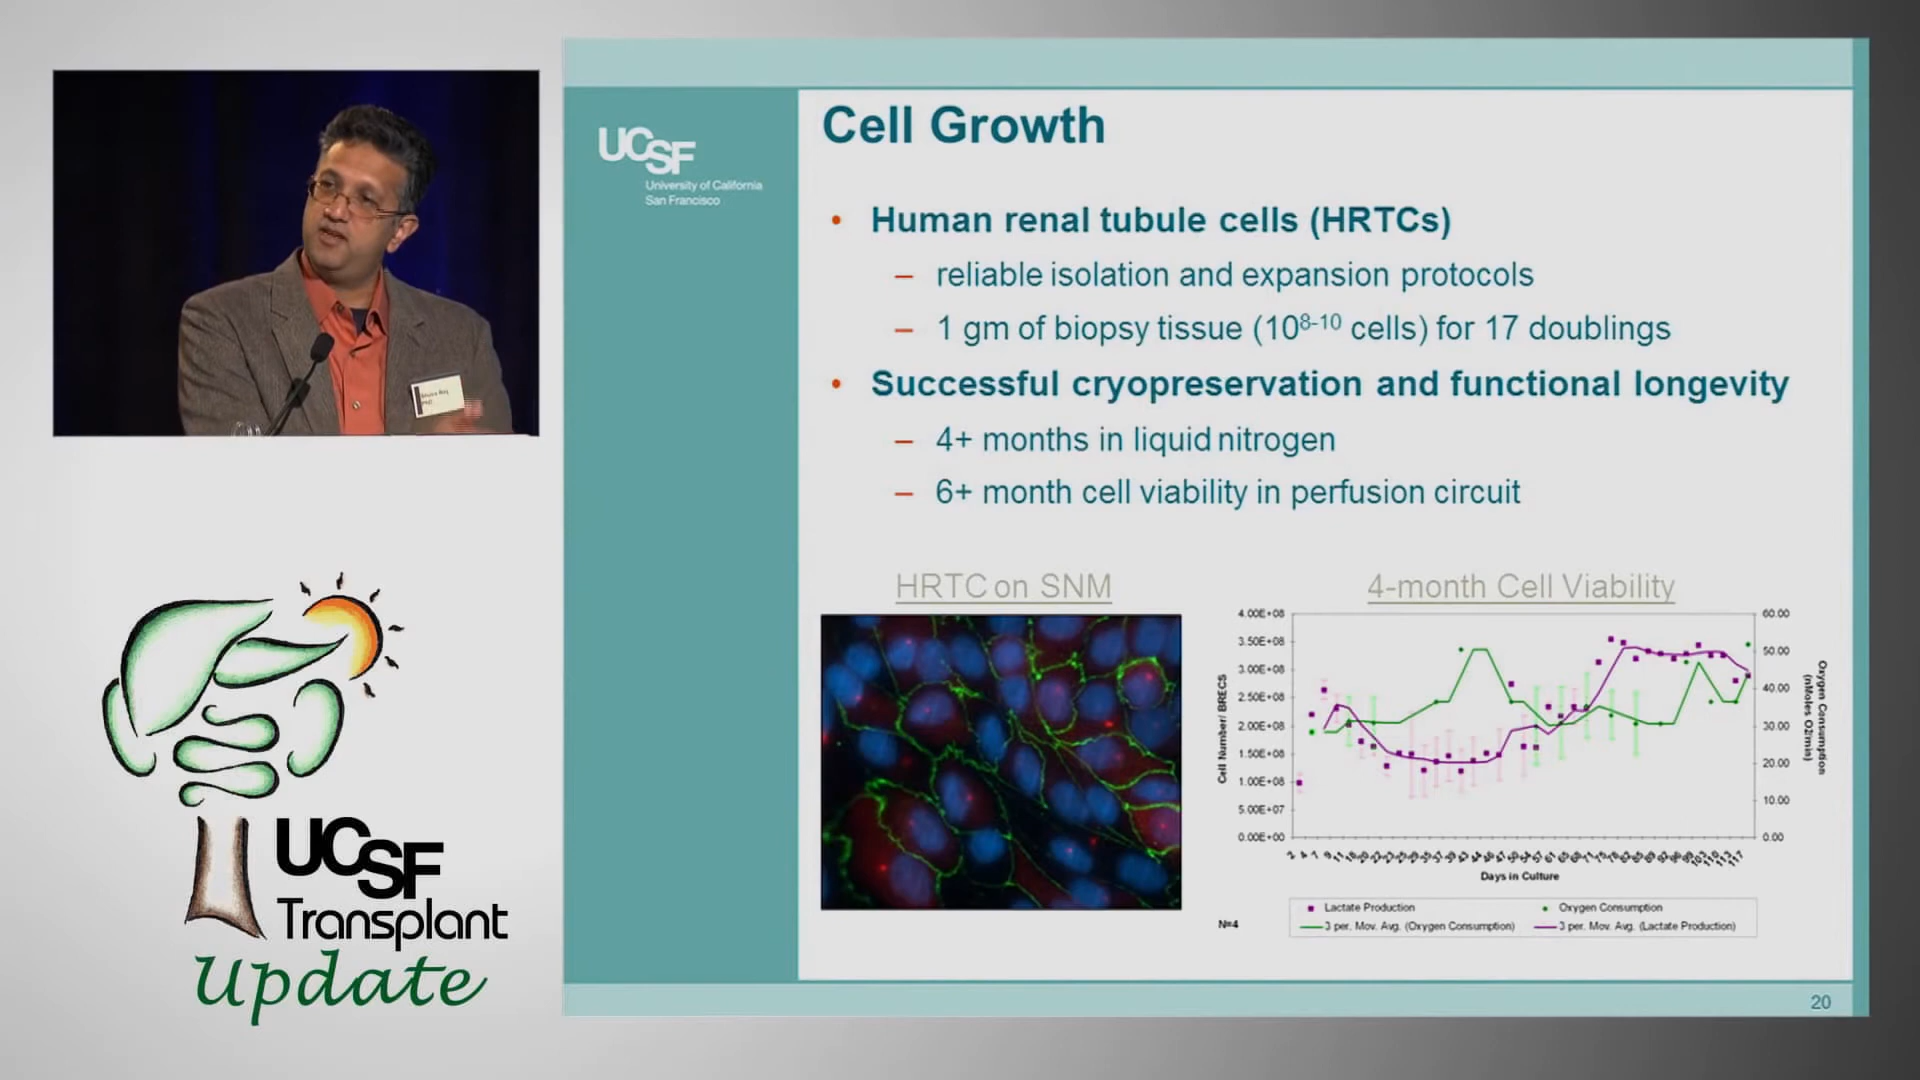 Cell Growth
UCSF
University of California
San Francisco
• Human renal tubule cells (HRTCs)
– reliable isolation and expansion protocols
– 1 gm of biopsy tissue (10⁸⁻¹⁰ cells) for 17 doublings
• Successful cryopreservation and functional longevity
– 4+ months in liquid nitrogen
– 6+ month cell viability in perfusion circuit
HRTC on SNM
4-month Cell Viability
4.00E+08
3.50E+08
3.00E+08
2.50E+08
2.00E+08
1.50E+08
1.00E+08
5.00E+07
0.00E+00
Cell Number/ BRECS
60.00
50.00
40.00
30.00
20.00
10.00
0.00
Oxygen Consumption
(nMoles O2/min)
Days in Culture
Lactate Production
Oxygen Consumption
3 per. Mov. Avg. (Oxygen Consumption)
3 per. Mov. Avg. (Lactate Production)
N=4
20
UCSF
Transplant
Update